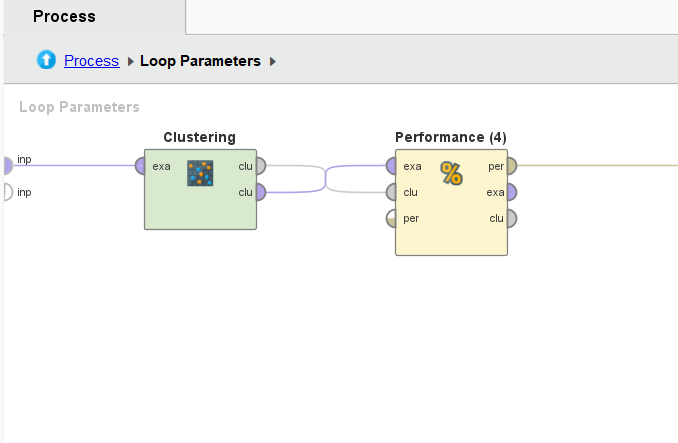 Process
Process Loop Parameters
Loop Parameters
Clustering
Performance (4)
inp
exa
clu
exa
per
inp
clu
clu
exa
per
clu
%